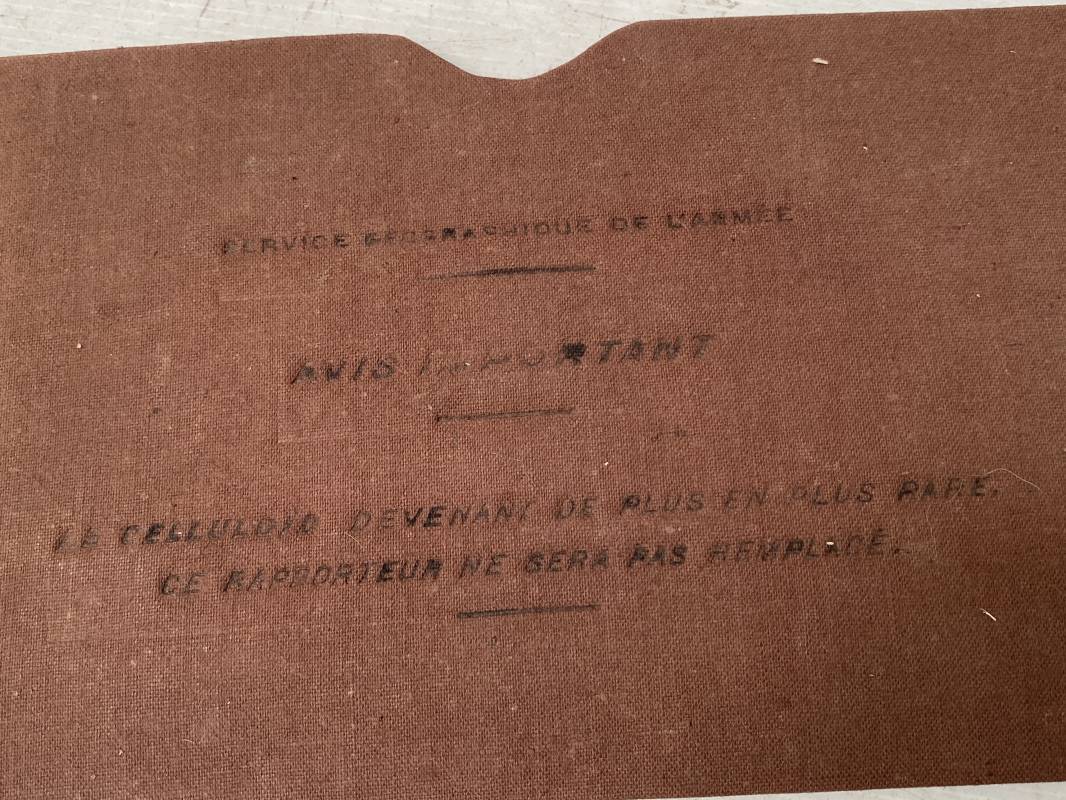 SERVICE GÉOGRAPHIQUE DE L'ARMÉE
AVIS IMPORTANT
LE CELLULOID DEVENANT DE PLUS EN PLUS RARE,
CE RAPPORTEUR NE SERA PAS REMPLACÉ.